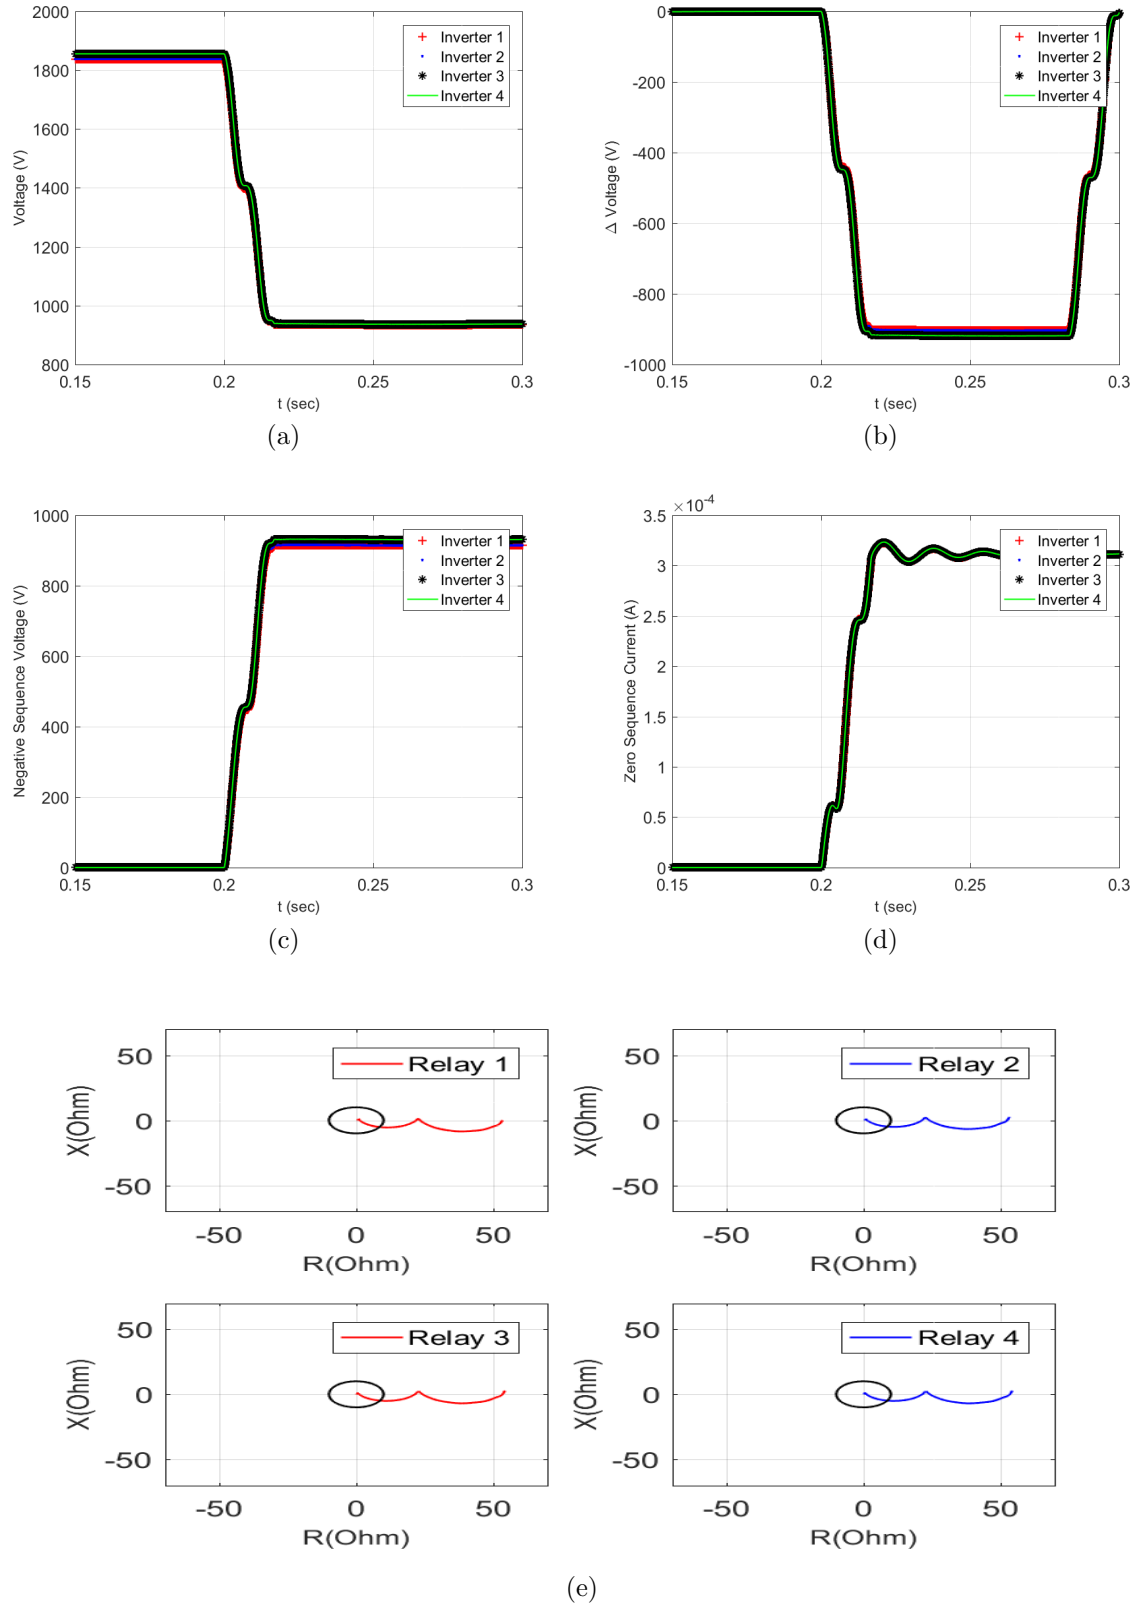 2000
1800
1600
1400
1200
1000
800
Voltage (V)
0.15 0.2 0.25 0.3
t (sec)
Inverter 1
Inverter 2
Inverter 3
Inverter 4
(a)
0
-200
-400
-600
-800
-1000
Δ Voltage (V)
0.15 0.2 0.25 0.3
t (sec)
Inverter 1
Inverter 2
Inverter 3
Inverter 4
(b)
1000
800
600
400
200
0
Negative Sequence Voltage (V)
0.15 0.2 0.25 0.3
t (sec)
Inverter 1
Inverter 2
Inverter 3
Inverter 4
(c)
×10⁻⁴
3.5
3
2.5
2
1.5
1
0.5
0
Zero Sequence Current (A)
0.15 0.2 0.25 0.3
t (sec)
Inverter 1
Inverter 2
Inverter 3
Inverter 4
(d)
50
0
-50
X(Ohm)
-50 0 50
R(Ohm)
Relay 1
50
0
-50
X(Ohm)
-50 0 50
R(Ohm)
Relay 2
50
0
-50
X(Ohm)
-50 0 50
R(Ohm)
Relay 3
50
0
-50
X(Ohm)
-50 0 50
R(Ohm)
Relay 4
(e)